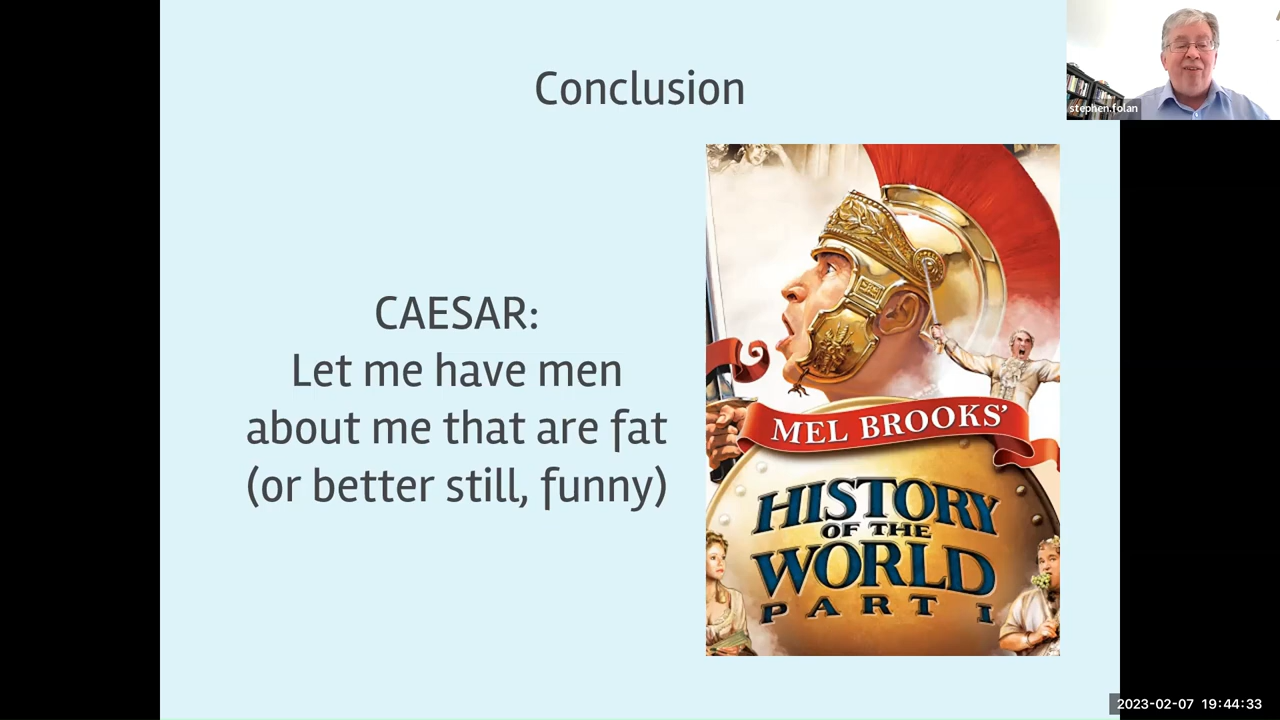 Conclusion
stephen.folan
CAESAR:
Let me have men
about me that are fat
(or better still, funny)
MEL BROOKS'
HISTORY
OF THE
WORLD
PART I
2023-02-07 19:44:33